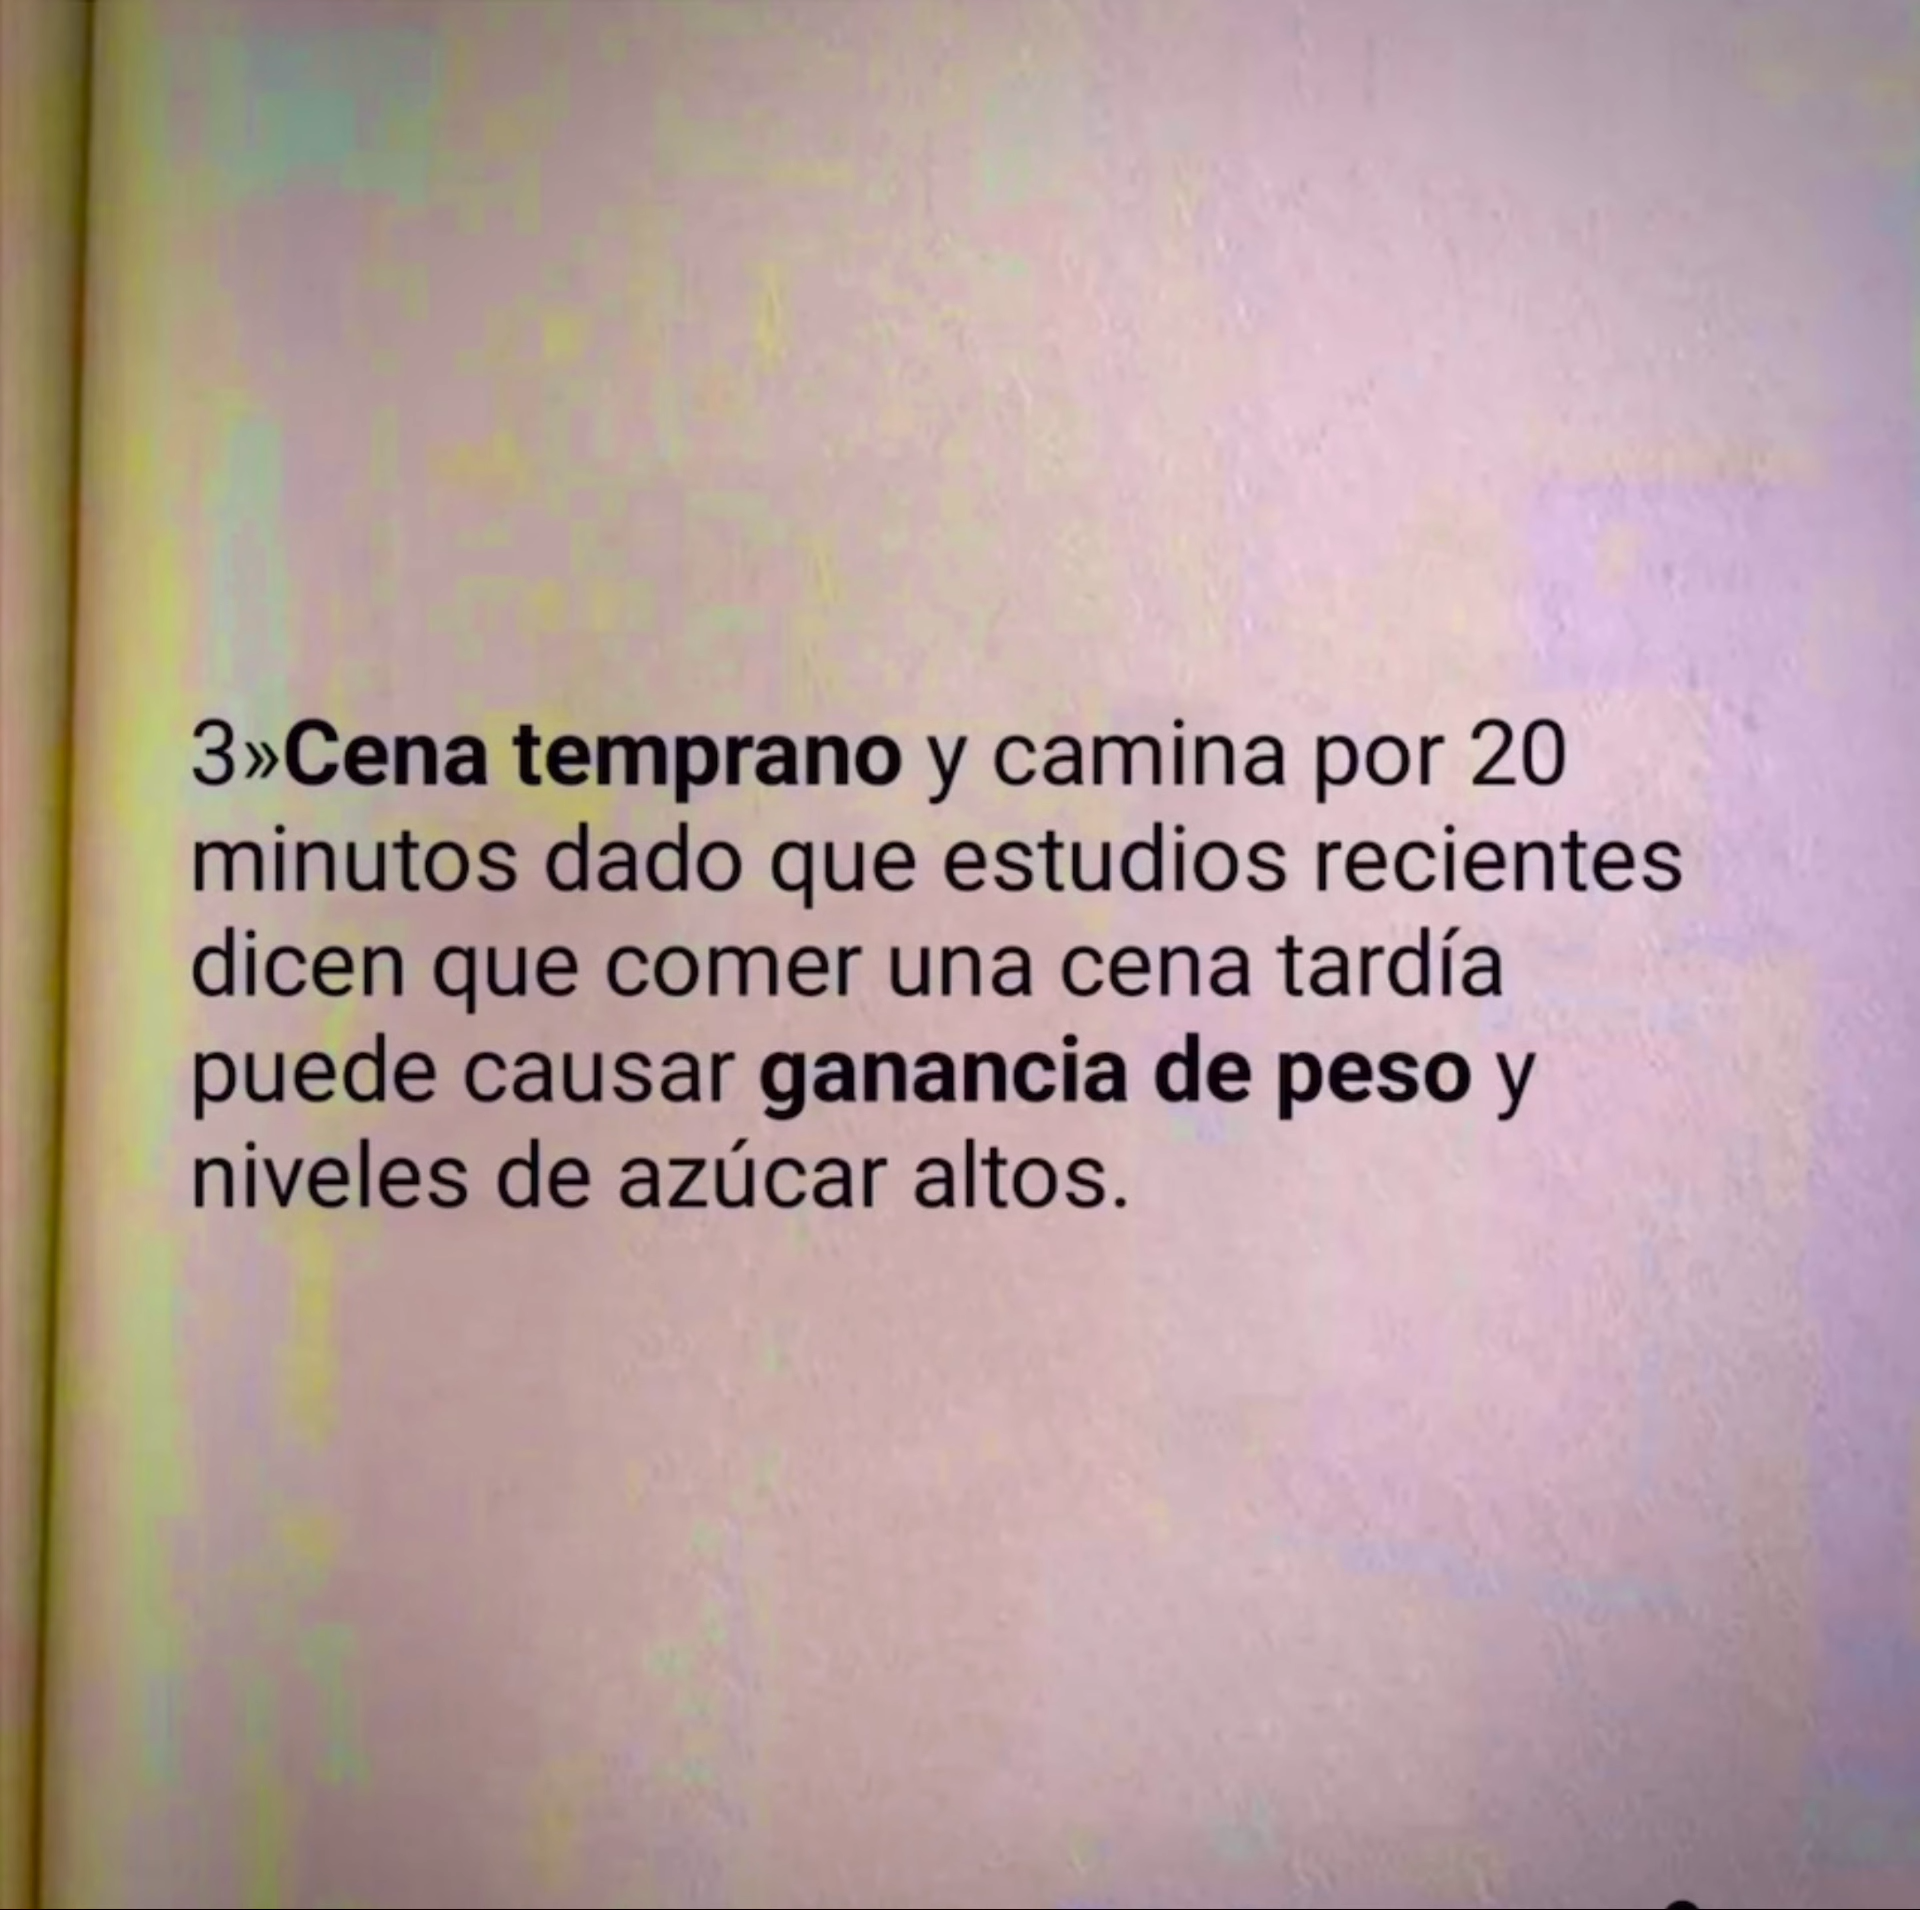 3»Cena temprano y camina por 20
minutos dado que estudios recientes
dicen que comer una cena tardía
puede causar ganancia de peso y
niveles de azúcar altos.